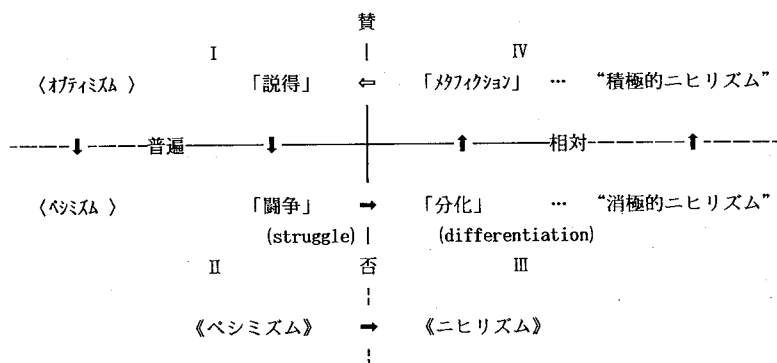 賛
Ⅰ Ⅳ
〈オプティミズム 〉 「説得」 ⇐ 「メタフィクション」 … “積極的ニヒリズム”
⬇ 普遍 ⬇ ⬆ 相対 ⬆
〈ペシミズム 〉 「闘争」 ➡ 「分化」 … “消極的ニヒリズム”
(struggle) (differentiation)
Ⅱ 否 Ⅲ
《ペシミズム》 ➡ 《ニヒリズム》